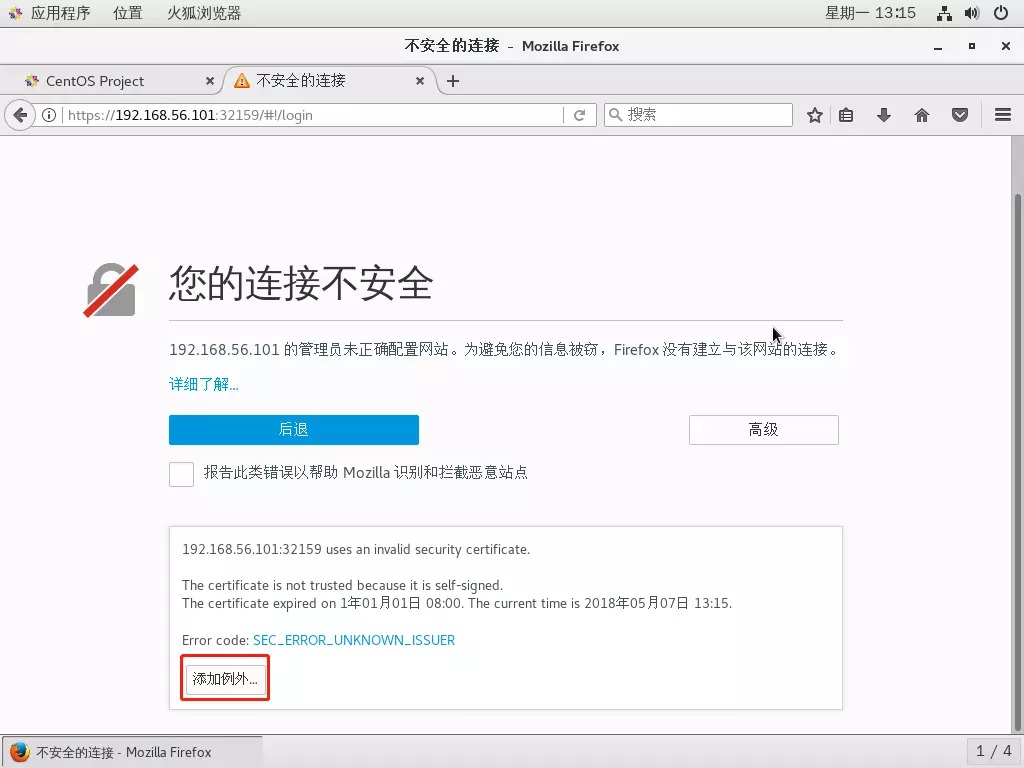 应用程序 位置 火狐浏览器 星期一 13:15
不安全的连接 - Mozilla Firefox
CentOS Project 不安全的连接
https://192.168.56.101:32159/#!/login 搜索
您的连接不安全
192.168.56.101 的管理员未正确配置网站。为避免您的信息被窃，Firefox 没有建立与该网站的连接。
详细了解...
后退 高级
报告此类错误以帮助 Mozilla 识别和拦截恶意站点
192.168.56.101:32159 uses an invalid security certificate.
The certificate is not trusted because it is self-signed.
The certificate expired on 1年01月01日 08:00. The current time is 2018年05月07日 13:15.
Error code: SEC_ERROR_UNKNOWN_ISSUER
添加例外...
不安全的连接 - Mozilla Firefox 1 / 4